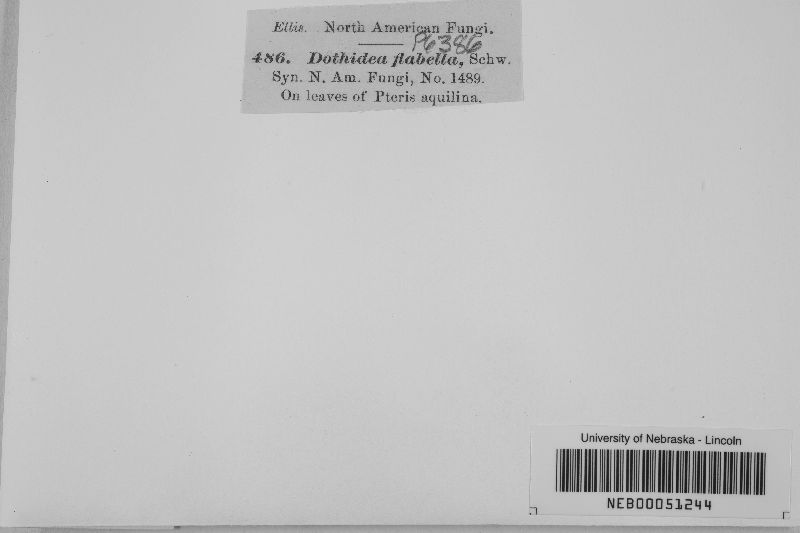 Ellis. North American Fungi.
P6386
486. Dothidea flabella, Schw.
Syn. N. Am. Fungi, No. 1489.
On leaves of Pteris aquilina.
University of Nebraska - Lincoln
NEB00051244